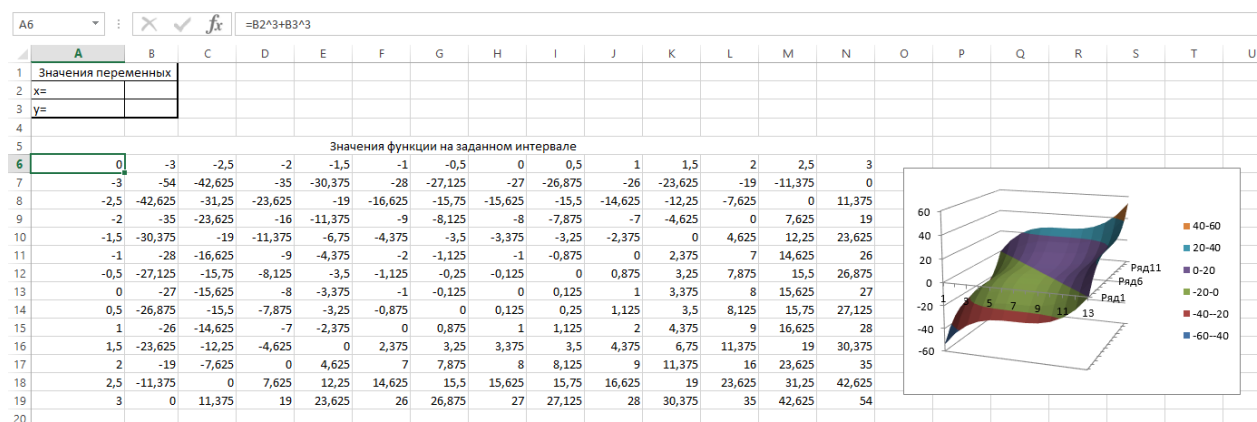 A6 fx =B2^3+B3^3
A B C D E F G H I J K L M N O P Q R S T U
1 Значения переменных
2 x=
3 y=
4
5 Значения функции на заданном интервале
6 0 -3 -2,5 -2 -1,5 -1 -0,5 0 0,5 1 1,5 2 2,5 3
7 -3 -54 -42,625 -35 -30,375 -28 -27,125 -27 -26,875 -26 -23,625 -19 -11,375 0
8 -2,5 -42,625 -31,25 -23,625 -19 -16,625 -15,75 -15,625 -15,5 -14,625 -12,25 -7,625 0 11,375
9 -2 -35 -23,625 -16 -11,375 -9 -8,125 -8 -7,875 -7 -4,625 0 7,625 19
10 -1,5 -30,375 -19 -11,375 -6,75 -4,375 -3,5 -3,375 -3,25 -2,375 0 4,625 12,25 23,625
11 -1 -28 -16,625 -9 -4,375 -2 -1,125 -1 -0,875 0 2,375 7 14,625 26
12 -0,5 -27,125 -15,75 -8,125 -3,5 -1,125 -0,25 -0,125 0 0,875 3,25 7,875 15,5 26,875
13 0 -27 -15,625 -8 -3,375 -1 -0,125 0 0,125 1 3,375 8 15,625 27
14 0,5 -26,875 -15,5 -7,875 -3,25 -0,875 0 0,125 0,25 1,125 3,5 8,125 15,75 27,125
15 1 -26 -14,625 -7 -2,375 0 0,875 1 1,125 2 4,375 9 16,625 28
16 1,5 -23,625 -12,25 -4,625 0 2,375 3,25 3,375 3,5 4,375 6,75 11,375 19 30,375
17 2 -19 -7,625 0 4,625 7 7,875 8 8,125 9 11,375 16 23,625 35
18 2,5 -11,375 0 7,625 12,25 14,625 15,5 15,625 15,75 16,625 19 23,625 31,25 42,625
19 3 0 11,375 19 23,625 26 26,875 27 27,125 28 30,375 35 42,625 54
20
60
40
20
0
-20
-40
-60
1 3 5 7 9 11 13
Ряд11
Ряд6
Ряд1
40-60
20-40
0-20
-20-0
-40--20
-60--40